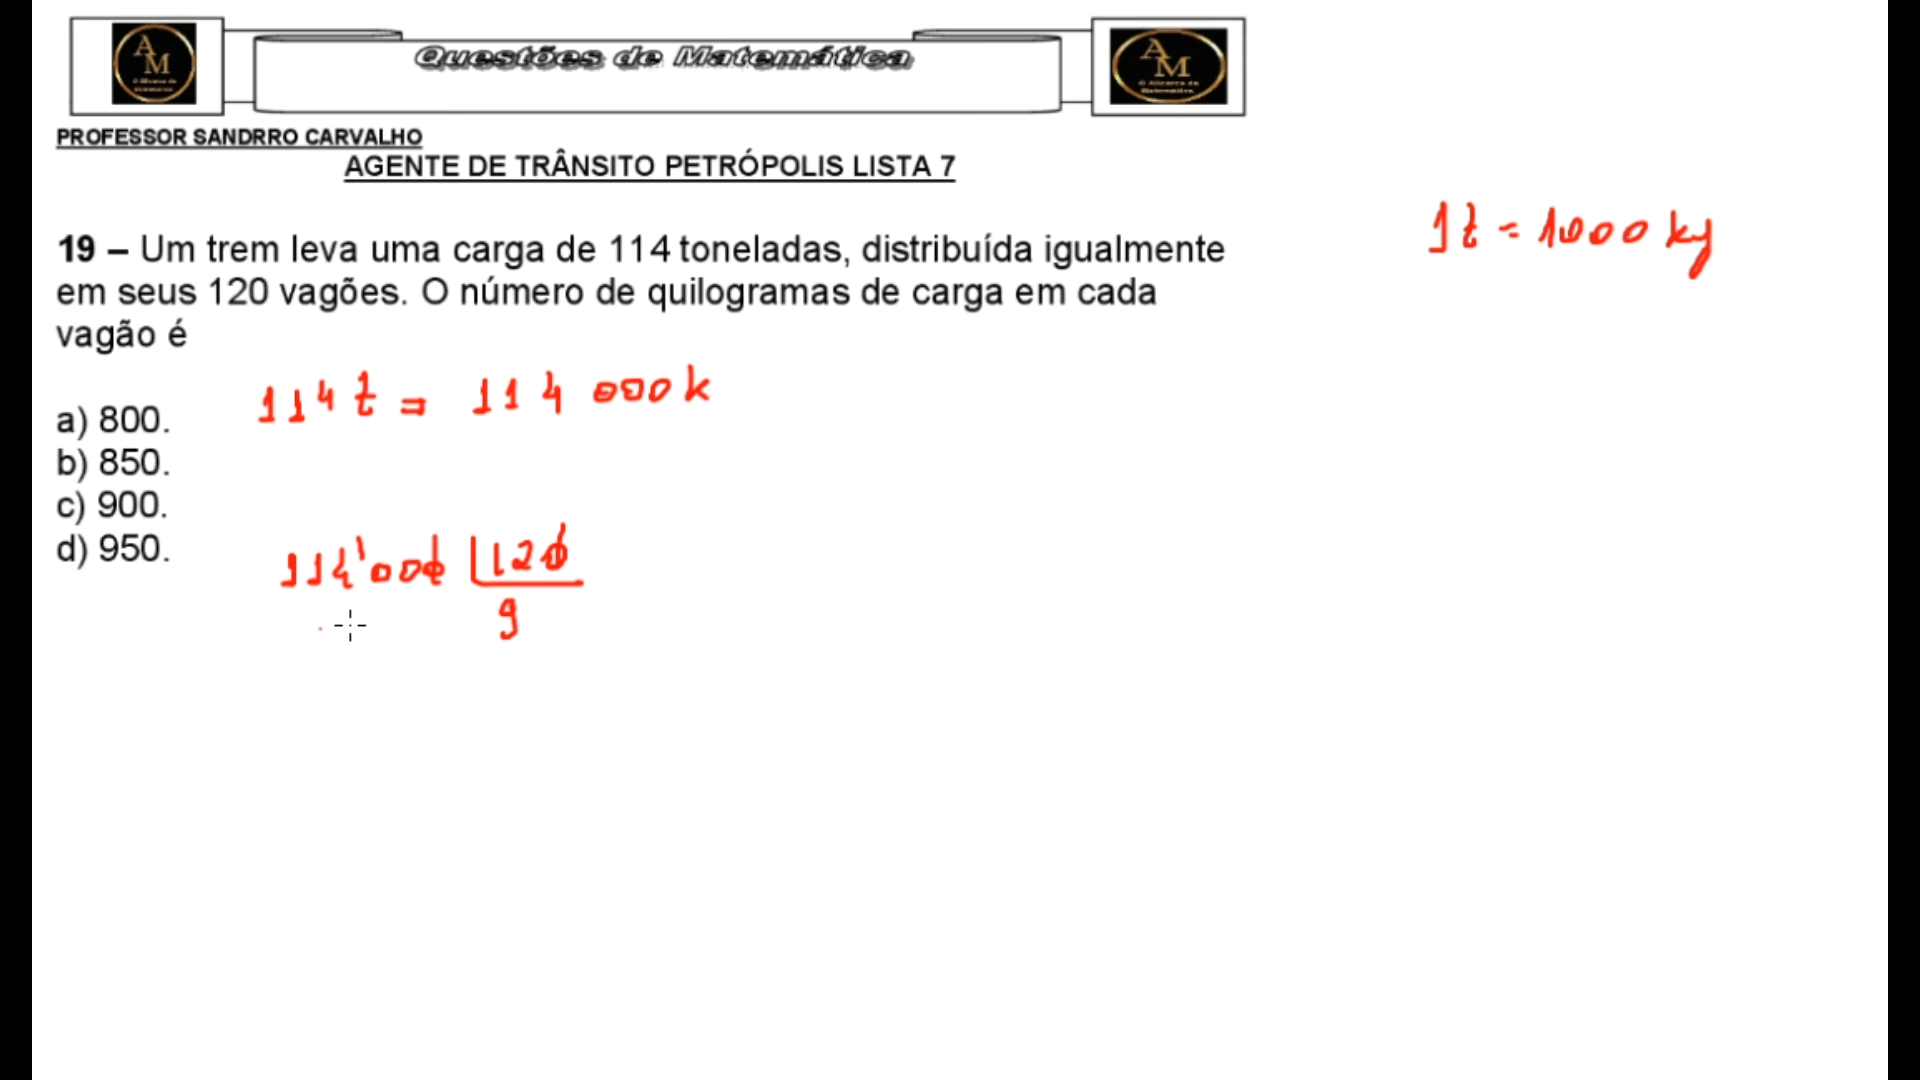 A
M
Questões de Matemática
A
M
PROFESSOR SANDRRO CARVALHO
AGENTE DE TRÂNSITO PETRÓPOLIS LISTA 7
1t = 1000 kg
19 – Um trem leva uma carga de 114 toneladas, distribuída igualmente
em seus 120 vagões. O número de quilogramas de carga em cada
vagão é
114 t = 114 000 k
a) 800.
b) 850.
c) 900.
d) 950.
114'000 120
9